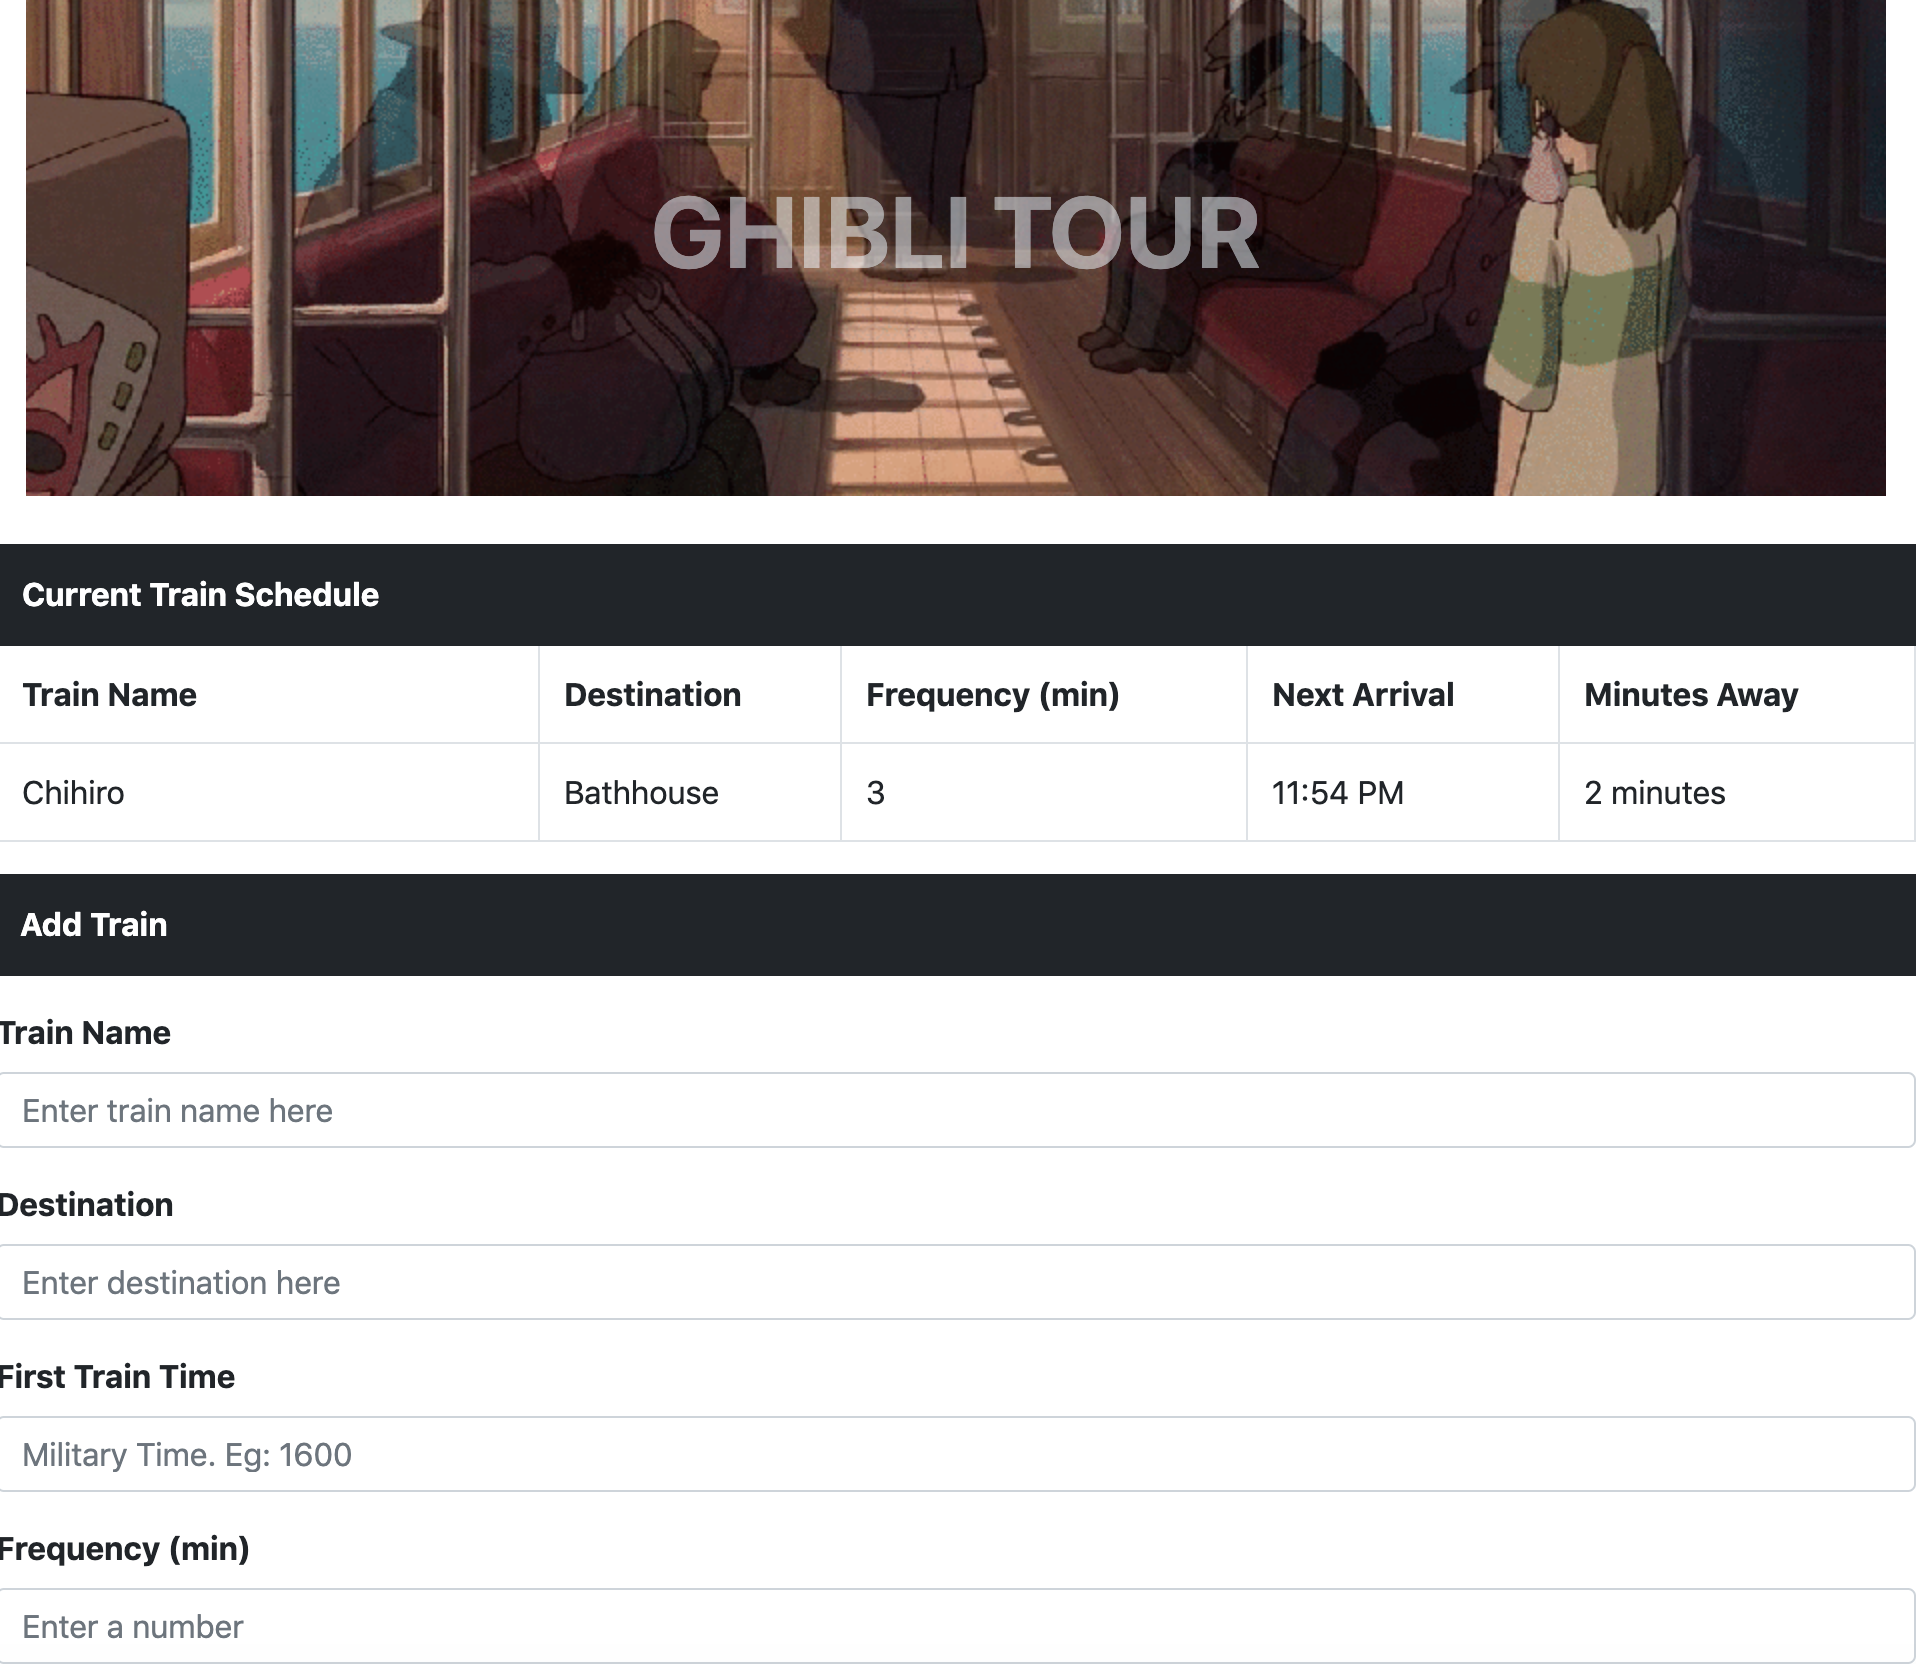 GHIBLI TOUR
Current Train Schedule
Train Name Destination Frequency (min) Next Arrival Minutes Away
Chihiro Bathhouse 3 11:54 PM 2 minutes
Add Train
Train Name
Enter train name here
Destination
Enter destination here
First Train Time
Military Time. Eg: 1600
Frequency (min)
Enter a number